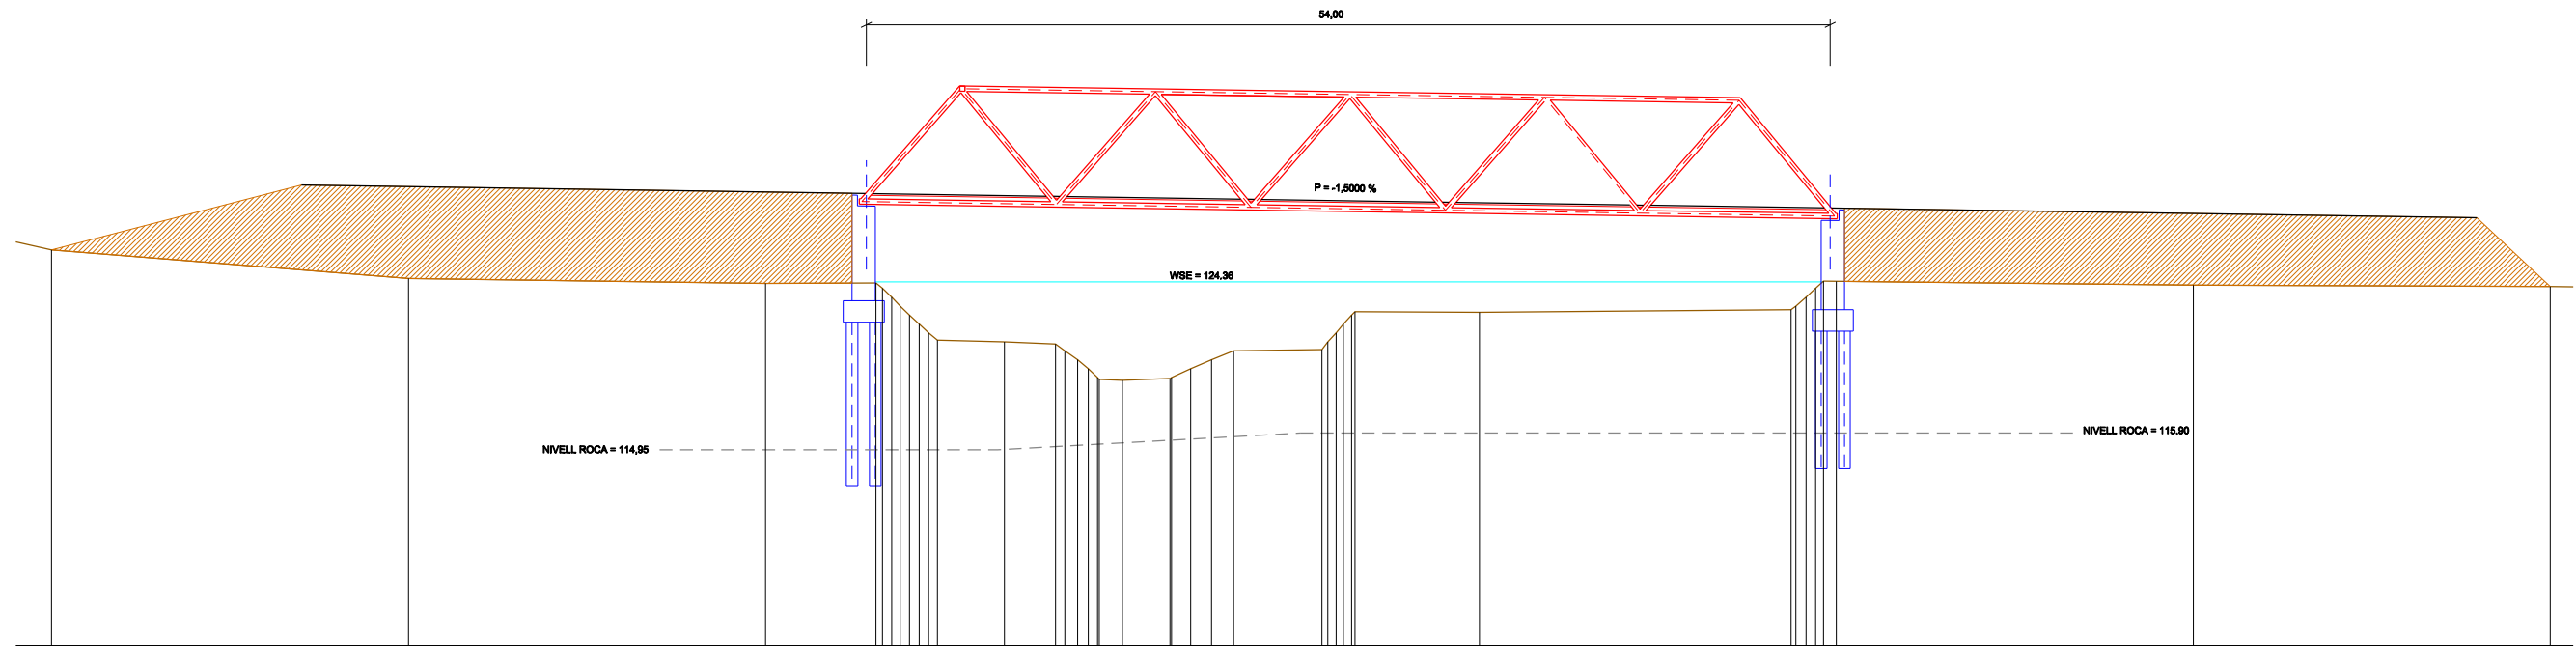 54,00
P = -1,5000 %
WSE = 124,36
NIVELL ROCA = 114,95
NIVELL ROCA = 115,90